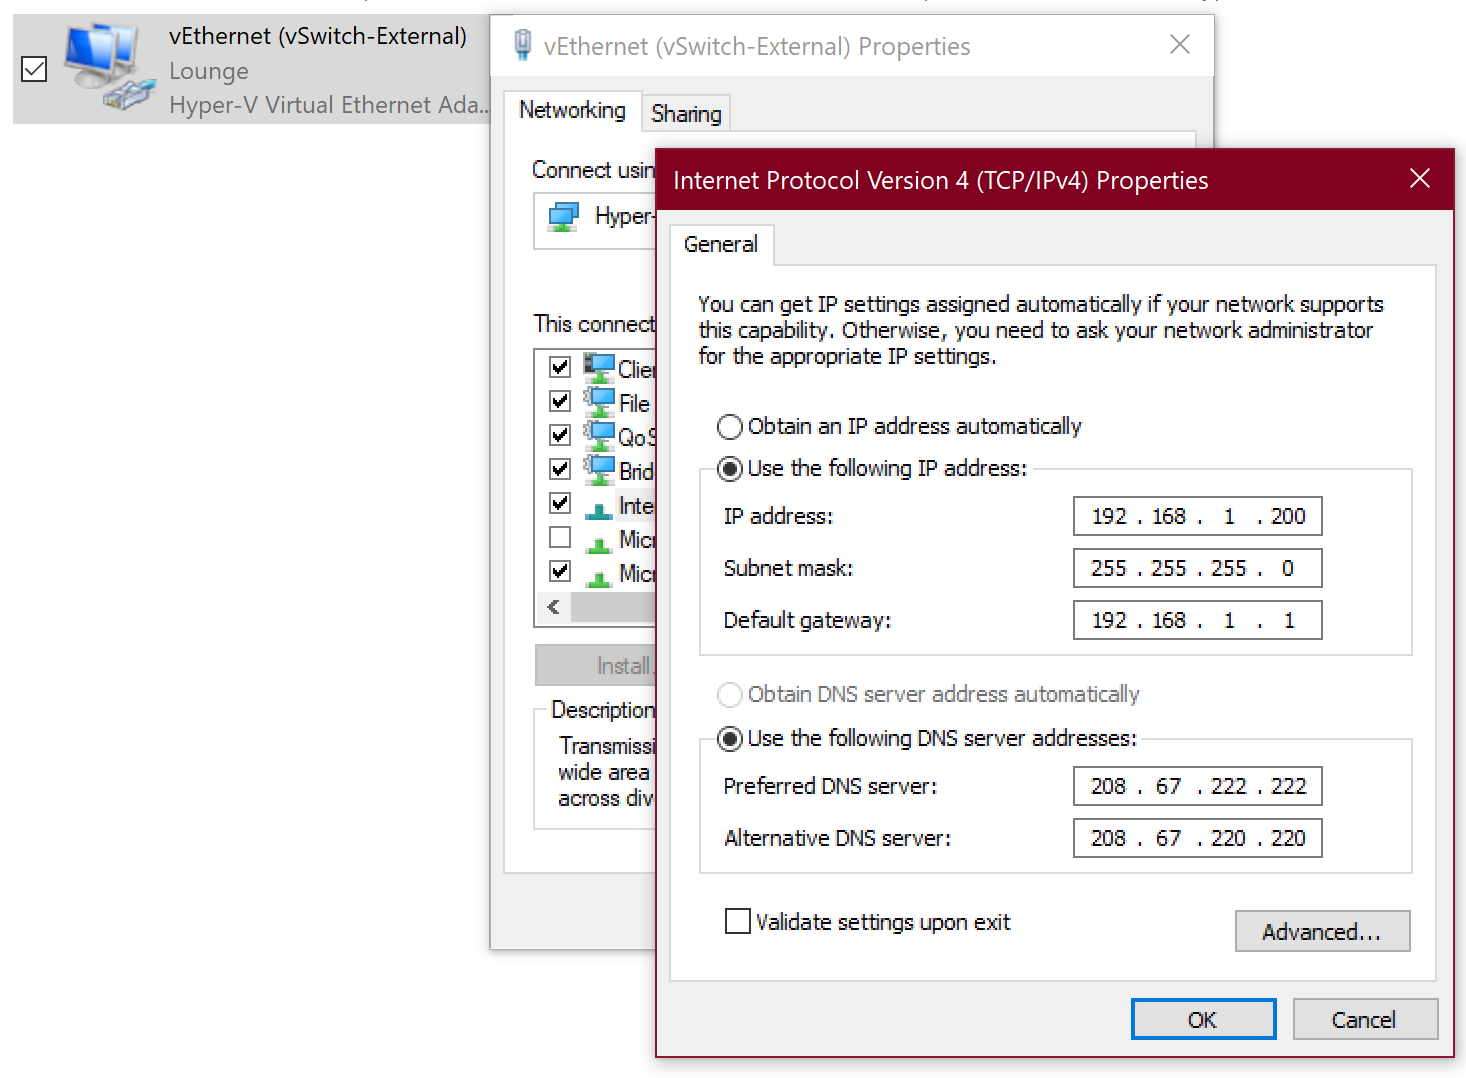 vEthernet (vSwitch-External)
Lounge
Hyper-V Virtual Ethernet Ada...
vEthernet (vSwitch-External) Properties
Networking
Sharing
Connect usin
Hyper-
This connect
Clie
File
QoS
Brid
Inte
Micr
Micr
Install.
Description
Transmissi
wide area
across div
Internet Protocol Version 4 (TCP/IPv4) Properties
General
You can get IP settings assigned automatically if your network supports
this capability. Otherwise, you need to ask your network administrator
for the appropriate IP settings.
Obtain an IP address automatically
Use the following IP address:
IP address: 192 . 168 . 1 . 200
Subnet mask: 255 . 255 . 255 . 0
Default gateway: 192 . 168 . 1 . 1
Obtain DNS server address automatically
Use the following DNS server addresses:
Preferred DNS server: 208 . 67 . 222 . 222
Alternative DNS server: 208 . 67 . 220 . 220
Validate settings upon exit
Advanced...
OK
Cancel